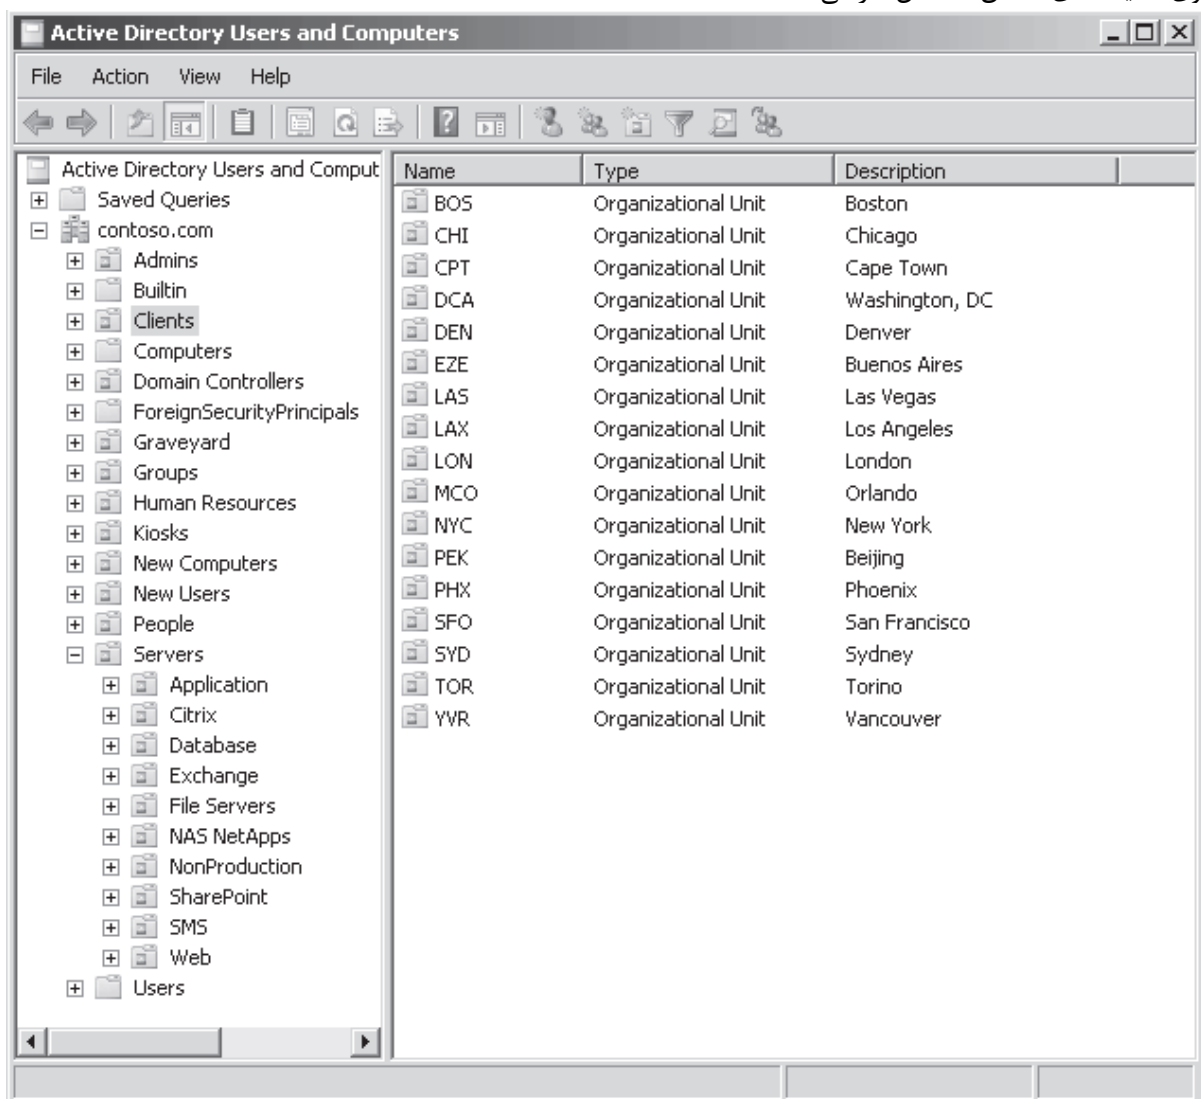 Active Directory Users and Computers
File Action View Help
Active Directory Users and Comput
Saved Queries
contoso.com
Admins
Builtin
Clients
Computers
Domain Controllers
ForeignSecurityPrincipals
Graveyard
Groups
Human Resources
Kiosks
New Computers
New Users
People
Servers
Application
Citrix
Database
Exchange
File Servers
NAS NetApps
NonProduction
SharePoint
SMS
Web
Users
Name Type Description
BOS Organizational Unit Boston
CHI Organizational Unit Chicago
CPT Organizational Unit Cape Town
DCA Organizational Unit Washington, DC
DEN Organizational Unit Denver
EZE Organizational Unit Buenos Aires
LAS Organizational Unit Las Vegas
LAX Organizational Unit Los Angeles
LON Organizational Unit London
MCO Organizational Unit Orlando
NYC Organizational Unit New York
PEK Organizational Unit Beijing
PHX Organizational Unit Phoenix
SFO Organizational Unit San Francisco
SYD Organizational Unit Sydney
TOR Organizational Unit Torino
YVR Organizational Unit Vancouver